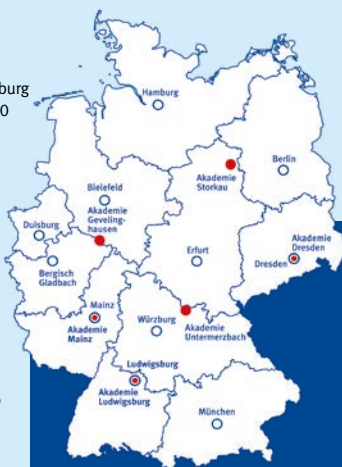 burg
0
Hamburg
Berlin
Akademie
Storkau
Bielefeld
Akademie
Geveling-
hausen
Duisburg
Bergisch
Gladbach
Erfurt
Akademie
Dresden
Dresden
Mainz
Akademie
Mainz
Würzburg
Akademie
Untermerzbach
Ludwigsburg
Akademie
Ludwigsburg
München